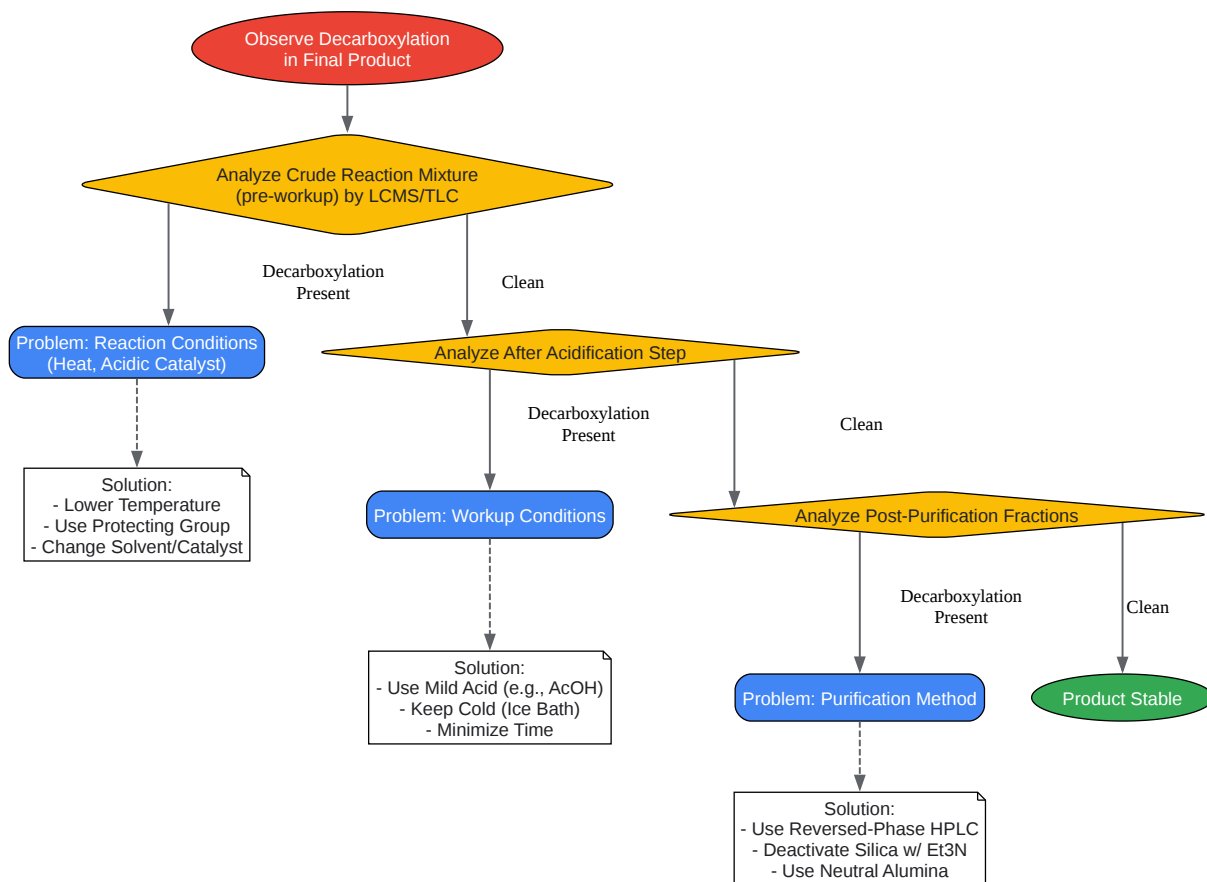 Observe Decarboxylation
in Final Product
Analyze Crude Reaction Mixture
(pre-workup) by LCMS/TLC
Decarboxylation
Present
Clean
Problem: Reaction Conditions
(Heat, Acidic Catalyst)
Analyze After Acidification Step
Solution:
- Lower Temperature
- Use Protecting Group
- Change Solvent/Catalyst
Decarboxylation
Present
Clean
Problem: Workup Conditions
Analyze Post-Purification Fractions
Solution:
- Use Mild Acid (e.g., AcOH)
- Keep Cold (Ice Bath)
- Minimize Time
Decarboxylation
Present
Clean
Problem: Purification Method
Product Stable
Solution:
- Use Reversed-Phase HPLC
- Deactivate Silica w/ Et3N
- Use Neutral Alumina